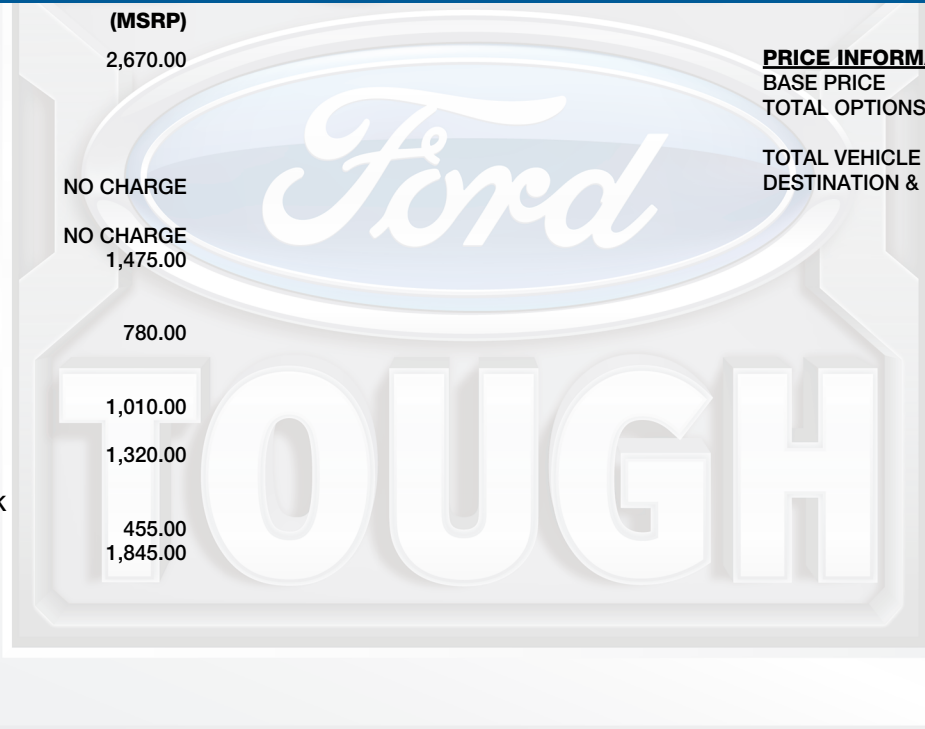 (MSRP)
2,670.00
NO CHARGE
NO CHARGE
1,475.00
780.00
1,010.00
1,320.00
K
455.00
1,845.00
PRICE INFORMA
BASE PRICE
TOTAL OPTIONS
TOTAL VEHICLE
DESTINATION &
Ford
TOUGH